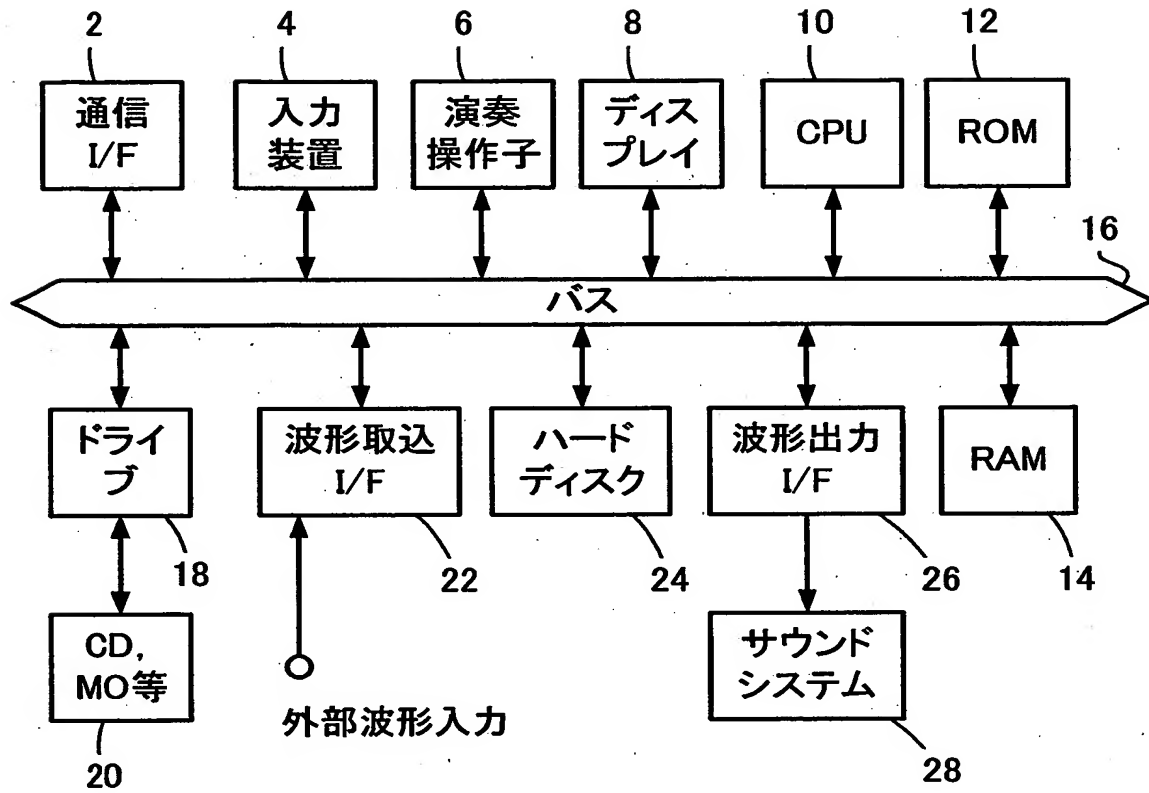 2
4
6
8
10
12
通信
I/F
入力
装置
演奏
操作子
ディス
プレイ
CPU
ROM
16
バス
ドライ
ブ
波形取込
I/F
ハード
ディスク
波形出力
I/F
RAM
18
22
24
26
14
CD,
MO等
サウンド
システム
外部波形入力
20
28